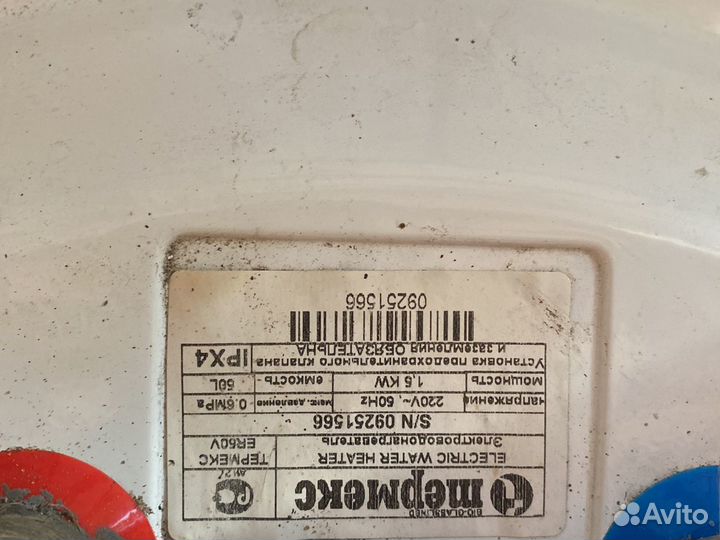 BIO-GLASSLINED
термекс
АИ24
ELECTRIC WATER HEATER
Электроводонагреватель
ТЕРМЕКС
ER50V
S/N 09251566
напряжение 220V~, 50Hz макс. давление 0.6MPa
мощность 1.5 KW емкость 50L
Установка предохранительного клапана
и заземления ОБЯЗАТЕЛЬНА
IPX4
09251566
Avito